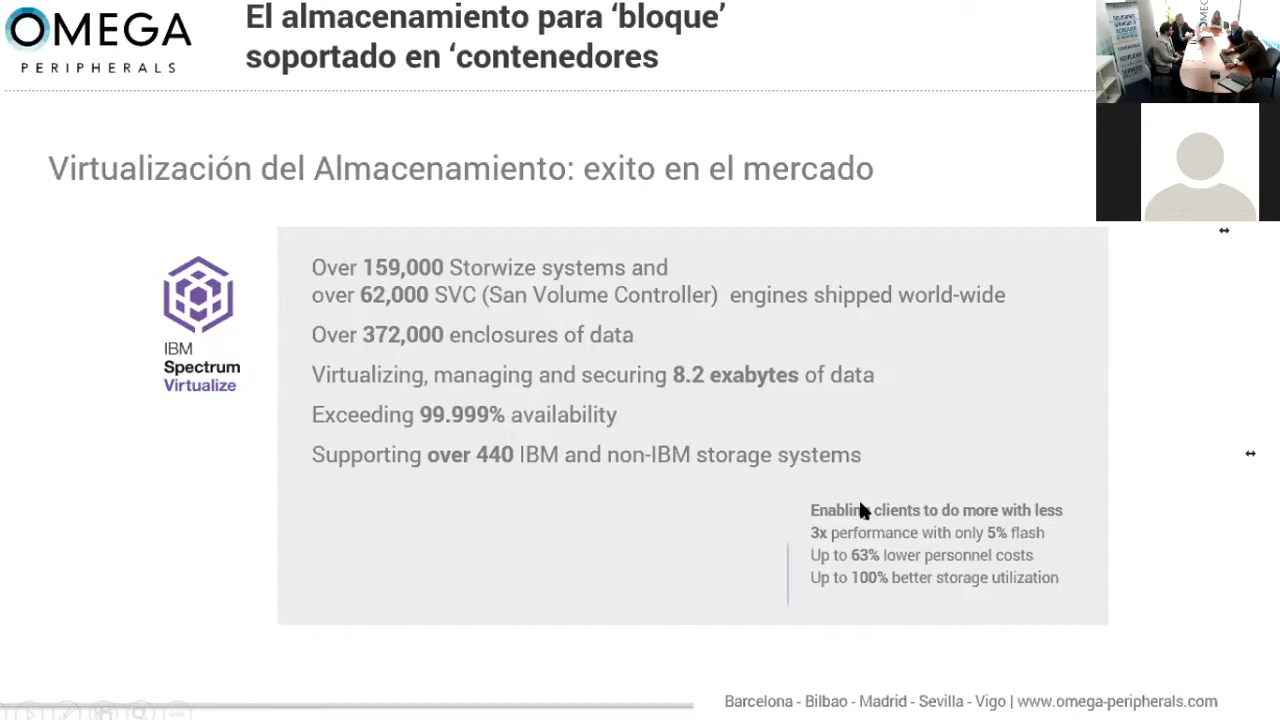 OMEGA
PERIPHERALS
El almacenamiento para ‘bloque’
soportado en ‘contenedores
Virtualización del Almacenamiento: exito en el mercado
IBM
Spectrum
Virtualize
Over 159,000 Storwize systems and
over 62,000 SVC (San Volume Controller) engines shipped world-wide
Over 372,000 enclosures of data
Virtualizing, managing and securing 8.2 exabytes of data
Exceeding 99.999% availability
Supporting over 440 IBM and non-IBM storage systems
Enabling clients to do more with less
3x performance with only 5% flash
Up to 63% lower personnel costs
Up to 100% better storage utilization
Barcelona - Bilbao - Madrid - Sevilla - Vigo | www.omega-peripherals.com